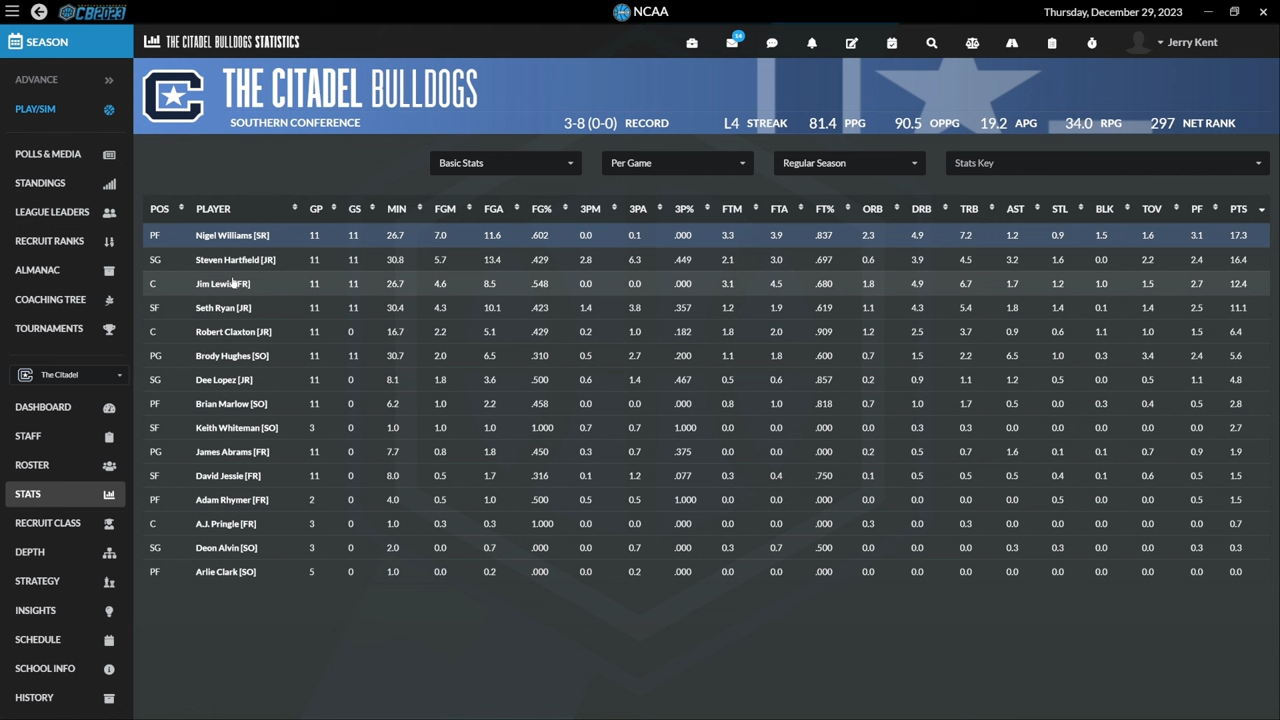 CB2023
NCAA
Thursday, December 29, 2023
SEASON
THE CITADEL BULLDOGS STATISTICS
14
Jerry Kent
ADVANCE
PLAY/SIM
POLLS & MEDIA
STANDINGS
LEAGUE LEADERS
RECRUIT RANKS
ALMANAC
COACHING TREE
TOURNAMENTS
The Citadel
DASHBOARD
STAFF
ROSTER
STATS
RECRUIT CLASS
DEPTH
STRATEGY
INSIGHTS
SCHEDULE
SCHOOL INFO
HISTORY
THE CITADEL BULLDOGS
SOUTHERN CONFERENCE
3-8 (0-0) RECORD L4 STREAK 81.4 PPG 90.5 OPPG 19.2 APG 34.0 RPG 297 NET RANK
Basic Stats Per Game Regular Season Stats Key
POS PLAYER GP GS MIN FGM FGA FG% 3PM 3PA 3P% FTM FTA FT% ORB DRB TRB AST STL BLK TOV PF PTS
PF Nigel Williams [SR] 11 11 26.7 7.0 11.6 .602 0.0 0.1 .000 3.3 3.9 .837 2.3 4.9 7.2 1.2 0.9 1.5 1.6 3.1 17.3
SG Steven Hartfield [JR] 11 11 30.8 5.7 13.4 .429 2.8 6.3 .449 2.1 3.0 .697 0.6 3.9 4.5 3.2 1.6 0.0 2.2 2.4 16.4
C Jim Lewis [FR] 11 11 26.7 4.6 8.5 .548 0.0 0.0 .000 3.1 4.5 .680 1.8 4.9 6.7 1.7 1.2 1.0 1.5 2.7 12.4
SF Seth Ryan [JR] 11 11 30.4 4.3 10.1 .423 1.4 3.8 .357 1.2 1.9 .619 1.1 4.3 5.4 1.8 1.4 0.1 1.4 2.5 11.1
C Robert Claxton [JR] 11 0 16.7 2.2 5.1 .429 0.2 1.0 .182 1.8 2.0 .909 1.2 2.5 3.7 0.9 0.6 1.1 1.0 1.5 6.4
PG Brody Hughes [SO] 11 11 30.7 2.0 6.5 .310 0.5 2.7 .200 1.1 1.8 .600 0.7 1.5 2.2 6.5 1.0 0.3 3.4 2.4 5.6
SG Dee Lopez [JR] 11 0 8.1 1.8 3.6 .500 0.6 1.4 .467 0.5 0.6 .857 0.2 0.9 1.1 1.2 0.5 0.0 0.5 1.1 4.8
PF Brian Marlow [SO] 11 0 6.2 1.0 2.2 .458 0.0 0.0 .000 0.8 1.0 .818 0.7 1.0 1.7 0.5 0.0 0.3 0.4 0.5 2.8
SF Keith Whiteman [SO] 3 0 1.0 1.0 1.0 1.000 0.7 0.7 1.000 0.0 0.0 .000 0.0 0.3 0.3 0.0 0.0 0.0 0.0 0.0 2.7
PG James Abrams [FR] 11 0 7.7 0.8 1.8 .450 0.3 0.7 .375 0.0 0.0 .000 0.2 0.5 0.7 1.6 0.1 0.1 0.7 0.9 1.9
SF David Jessie [FR] 11 0 8.0 0.5 1.7 .316 0.1 1.2 .077 0.3 0.4 .750 0.1 0.5 0.5 0.5 0.4 0.1 0.6 0.5 1.5
PF Adam Rhymer [FR] 2 0 4.0 0.5 1.0 .500 0.5 0.5 1.000 0.0 0.0 .000 0.0 0.0 0.0 0.0 0.5 0.0 0.0 0.5 1.5
C A.J. Pringle [FR] 3 0 1.0 0.3 0.3 1.000 0.0 0.0 .000 0.0 0.0 .000 0.3 0.0 0.3 0.0 0.0 0.0 0.0 0.0 0.7
SG Deon Alvin [SO] 3 0 2.0 0.0 0.7 .000 0.0 0.7 .000 0.3 0.7 .500 0.0 0.0 0.0 0.3 0.3 0.0 0.0 0.3 0.3
PF Arlie Clark [SO] 5 0 1.0 0.0 0.2 .000 0.0 0.2 .000 0.0 0.0 .000 0.0 0.0 0.0 0.0 0.0 0.0 0.0 0.0 0.0